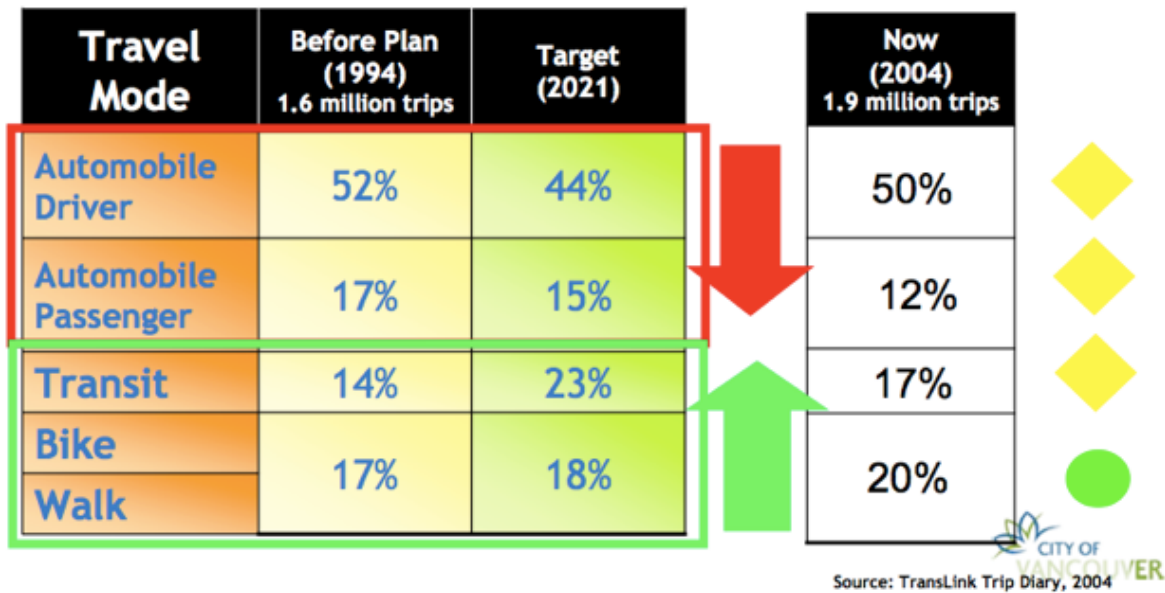 Travel Mode
Before Plan (1994) 1.6 million trips
Target (2021)
Now (2004) 1.9 million trips
Automobile Driver
52%
44%
50%
Automobile Passenger
17%
15%
12%
Transit
14%
23%
17%
Bike
Walk
17%
18%
20%
CITY OF
VANCOUVER
Source: TransLink Trip Diary, 2004